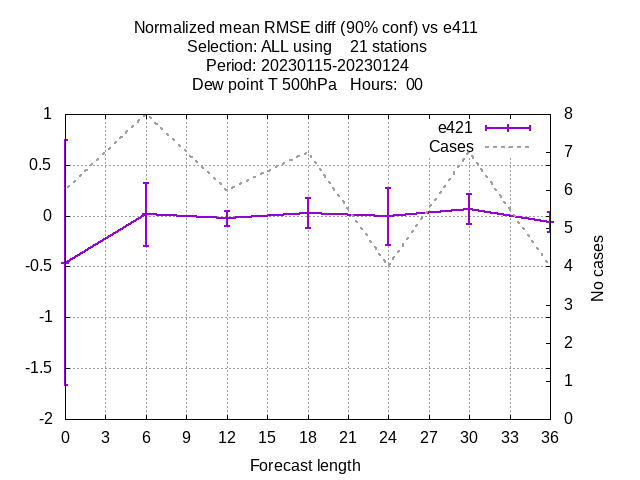 Normalized mean RMSE diff (90% conf) vs e411
Selection: ALL using    21 stations
Period: 20230115-20230124
Dew point T 500hPa   Hours:  00
1
0.5
0
-0.5
-1
-1.5
-2
8
7
6
5
4
3
2
1
0
e421
Cases
No cases
0 3 6 9 12 15 18 21 24 27 30 33 36
Forecast length